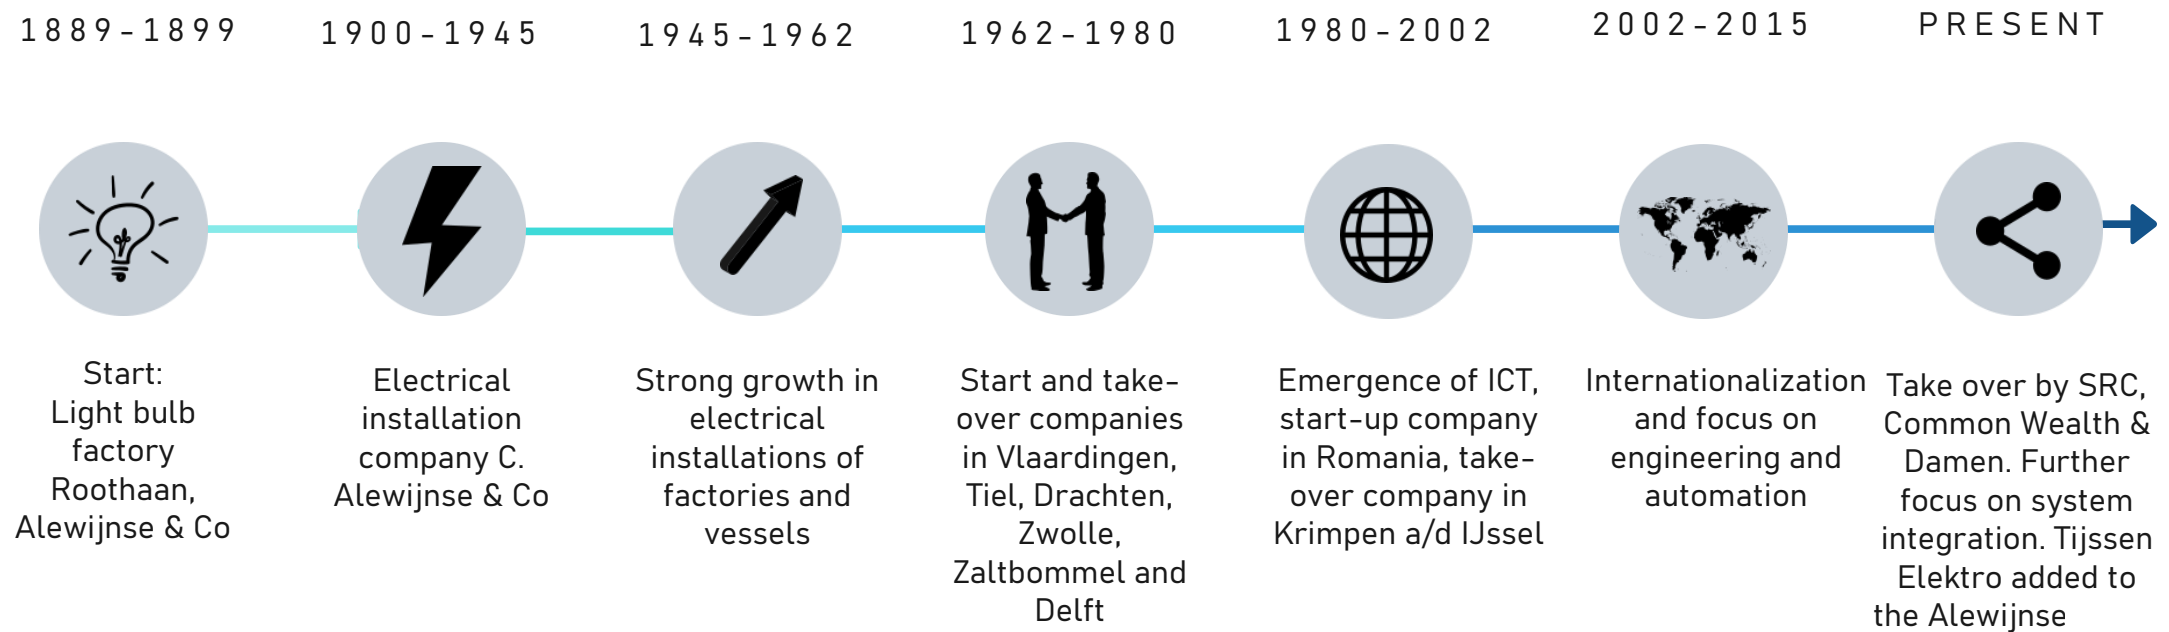 1889-1899
1900-1945
1945-1962
1962-1980
1980-2002
2002-2015
PRESENT
Start:
Light bulb
factory
Roothaan,
Alewijnse & Co
Electrical
installation
company C.
Alewijnse & Co
Strong growth in
electrical
installations of
factories and
vessels
Start and take-
over companies
in Vlaardingen,
Tiel, Drachten,
Zwolle,
Zaltbommel and
Delft
Emergence of ICT,
start-up company
in Romania, take-
over company in
Krimpen a/d IJssel
Internationalization
and focus on
engineering and
automation
Take over by SRC,
Common Wealth &
Damen. Further
focus on system
integration. Tijssen
Elektro added to
the Alewijnse